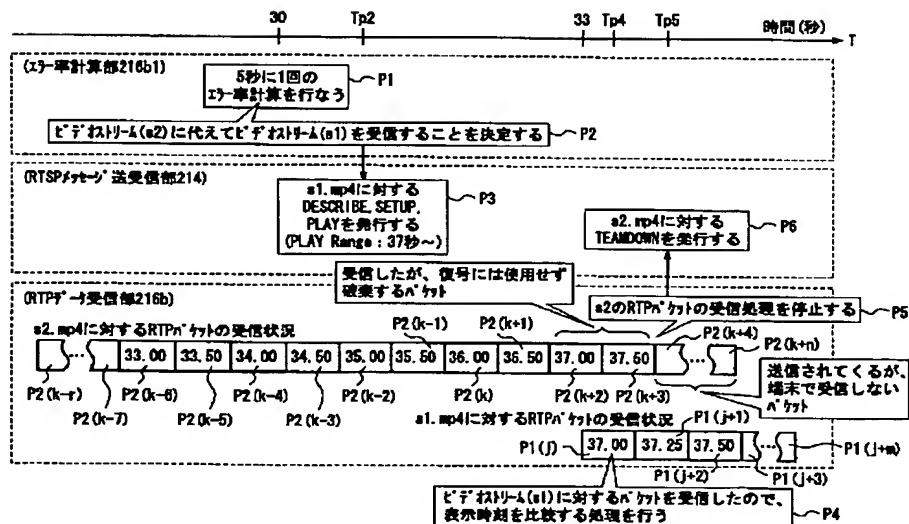 30 Tp2 33 Tp4 Tp5 時間(秒)
T
(エラー率計算部216b1)
5秒に1回の
エラー率計算を行なう
P1
ビデオストリーム(s2)に代えてビデオストリーム(s1)を受信することを決定する
P2
(RTSPメッセージ送受信部214)
s1.mp4に対する
DESCRIBE,SETUP,
PLAYを発行する
(PLAY Range：37秒～)
P3
s2.mp4に対する
TEAMDOWNを発行する
P6
受信したが、復号には使用せず
破棄するパケット
(RTPデータ受信部216b)
s2のRTPパケットの受信処理を停止する
P5
s2.mp4に対するRTPパケットの受信状況
P2(k-1) P2(k+1) P2(k+4)
P2(k+n)
33.00 33.50 34.00 34.50 35.00 35.50 36.00 36.50 37.00 37.50
P2(k-r) P2(k-6) P2(k-4) P2(k-2) P2(k) P2(k+2) P2(k+3)
P2(k-7) P2(k-5) P2(k-3)
送信されてくるが、
端末で受信しない
パケット
s1.mp4に対するRTPパケットの受信状況
P1(j+1)
P1(j) 37.00 37.25 37.50 P1(j+m)
P1(j+2) P1(j+3)
ビデオストリーム(s1)に対するパケットを受信したので、
表示時刻を比較する処理を行う
P4